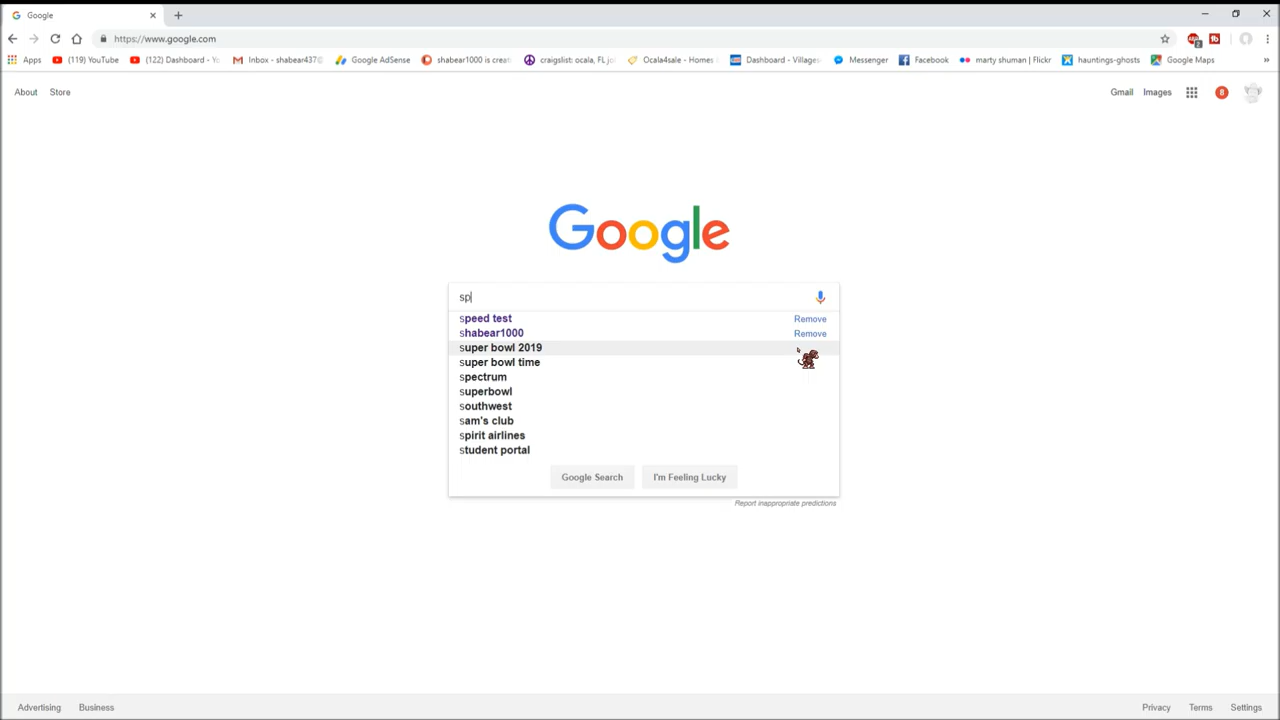 Google
https://www.google.com
Apps (119) YouTube (122) Dashboard - Yo Inbox - shabear437@ Google AdSense shabear1000 is creat craigslist: ocala, FL jo Ocala4sale - Homes Dashboard - Villages Messenger Facebook marty shuman | Flickr hauntings-ghosts Google Maps »
About Store Gmail Images 8
Google
sp
speed test Remove
shabear1000 Remove
super bowl 2019
super bowl time
spectrum
superbowl
southwest
sam's club
spirit airlines
student portal
Google Search I'm Feeling Lucky
Report inappropriate predictions
Advertising Business Privacy Terms Settings